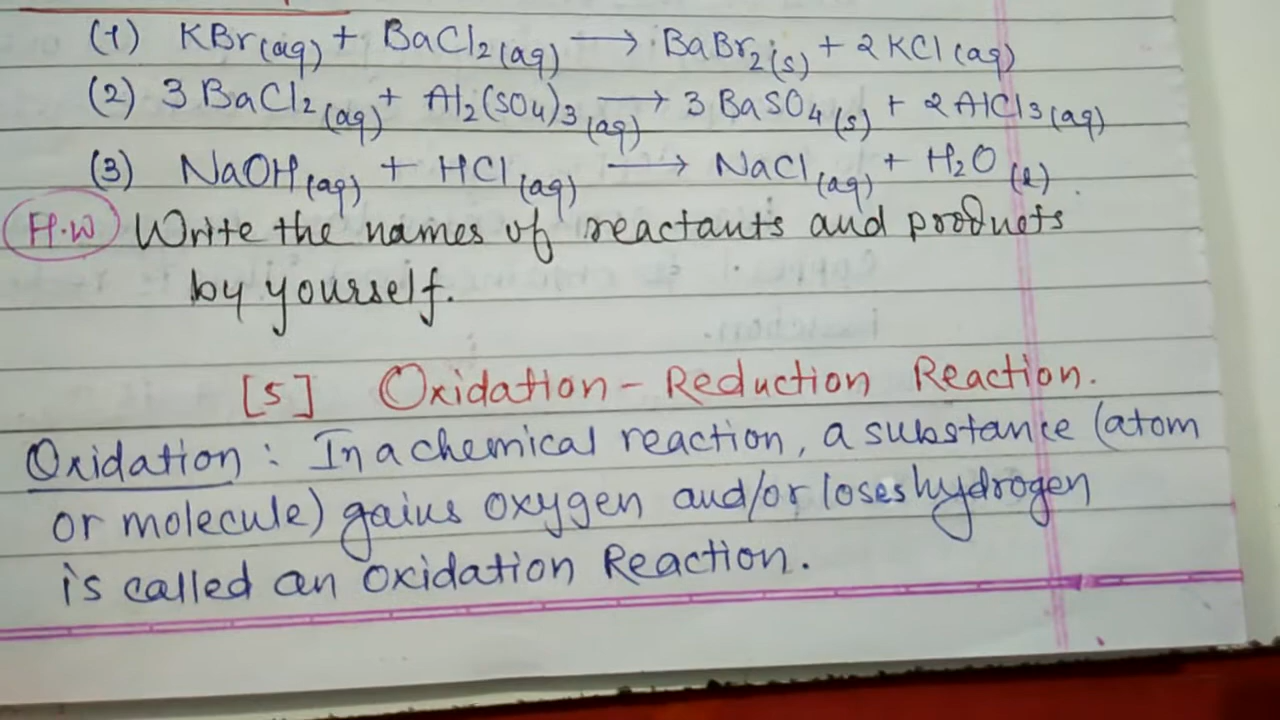 (1) KBr(aq) + BaCl2(aq) → BaBr2(s) + 2KCl(aq)
(2) 3BaCl2(aq) + Al2(SO4)3(aq) → 3BaSO4(s) + 2AlCl3(aq)
(3) NaOH(aq) + HCl(aq) → NaCl(aq) + H2O(l).
H.W Write the names of reactants and products
by yourself.
[5] Oxidation - Reduction Reaction.
Oxidation : In a chemical reaction, a substance (atom
or molecule) gains oxygen and/or loses hydrogen
is called an oxidation Reaction.